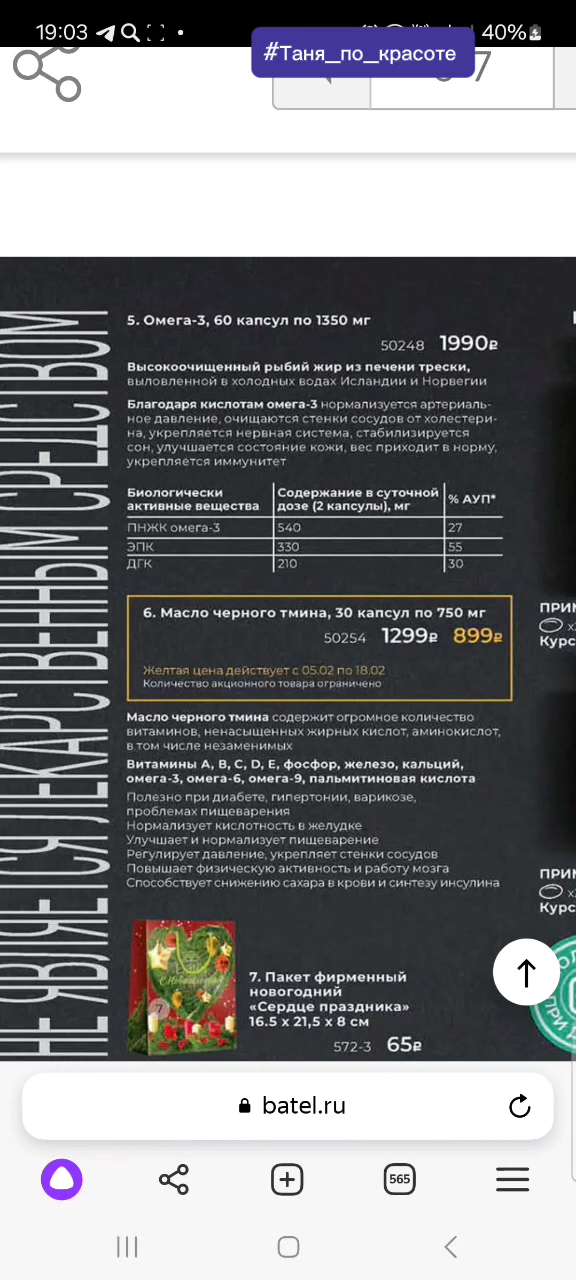 19:03
40%
#Таня_по_красоте
НЕ ЯВЛЯЕТСЯ ЛЕКАРСТВЕННЫМ СРЕДСТВОМ
5. Омега-3, 60 капсул по 1350 мг
50248 1990₽
Высокоочищенный рыбий жир из печени трески,
выловленной в холодных водах Исландии и Норвегии
Благодаря кислотам омега-3 нормализуется артериаль-
ное давление, очищаются стенки сосудов от холестери-
на, укрепляется нервная система, стабилизируется
сон, улучшается состояние кожи, вес приходит в норму,
укрепляется иммунитет
Биологически активные вещества Содержание в суточной дозе (2 капсулы), мг % АУП*
ПНЖК омега-3 540 27
ЭПК 330 55
ДГК 210 30
6. Масло черного тмина, 30 капсул по 750 мг
50254 1299₽ 899₽
Желтая цена действует с 05.02 по 18.02
Количество акционного товара ограничено
Масло черного тмина содержит огромное количество
витаминов, ненасыщенных жирных кислот, аминокислот,
в том числе незаменимых
Витамины A, B, C, D, E, фосфор, железо, кальций,
омега-3, омега-6, омега-9, пальмитиновая кислота
Полезно при диабете, гипертонии, варикозе,
проблемах пищеварения
Нормализует кислотность в желудке
Улучшает и нормализует пищеварение
Регулирует давление, укрепляет стенки сосудов
Повышает физическую активность и работу мозга
Способствует снижению сахара в крови и синтезу инсулина
7. Пакет фирменный
новогодний
«Сердце праздника»
16.5 х 21,5 х 8 см
572-3 65₽
7
ПРИМ
Курс
ПРИМ
Курс
batel.ru
565